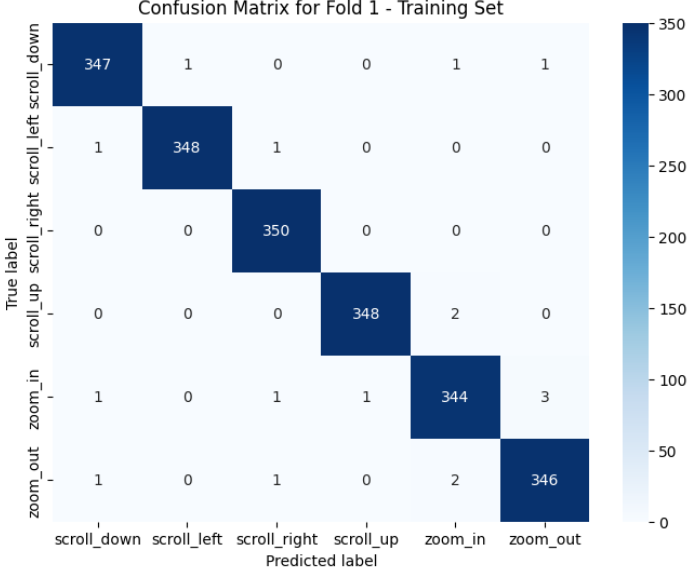 Confusion Matrix for Fold 1 - Training Set
True label
scroll_down 347 1 0 0 1 1
scroll_left 1 348 1 0 0 0
scroll_right 0 0 350 0 0 0
scroll_up 0 0 0 348 2 0
zoom_in 1 0 1 1 344 3
zoom_out 1 0 1 0 2 346
scroll_down scroll_left scroll_right scroll_up zoom_in zoom_out
Predicted label
350
300
250
200
150
100
50
0